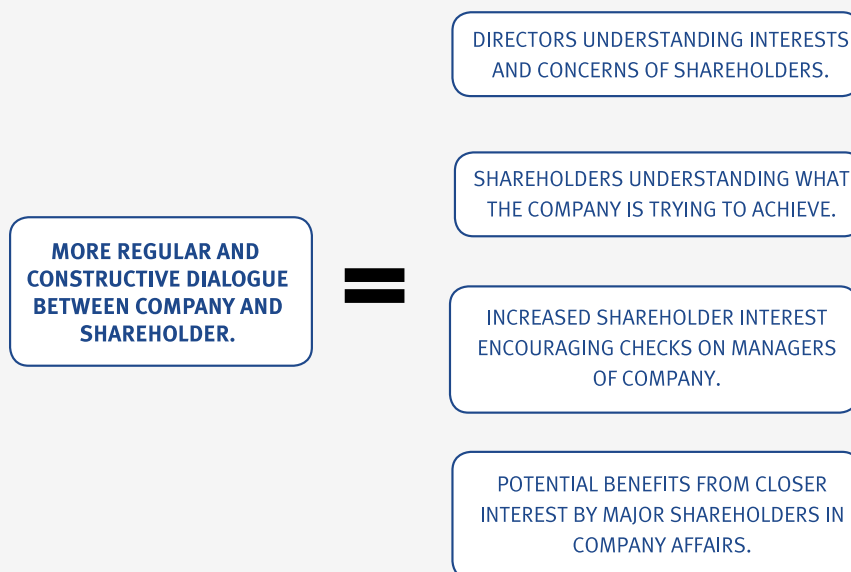 DIRECTORS UNDERSTANDING INTERESTS
AND CONCERNS OF SHAREHOLDERS.
SHAREHOLDERS UNDERSTANDING WHAT
THE COMPANY IS TRYING TO ACHIEVE.
MORE REGULAR AND
CONSTRUCTIVE DIALOGUE
BETWEEN COMPANY AND
SHAREHOLDER.
=
INCREASED SHAREHOLDER INTEREST
ENCOURAGING CHECKS ON MANAGERS
OF COMPANY.
POTENTIAL BENEFITS FROM CLOSER
INTEREST BY MAJOR SHAREHOLDERS IN
COMPANY AFFAIRS.